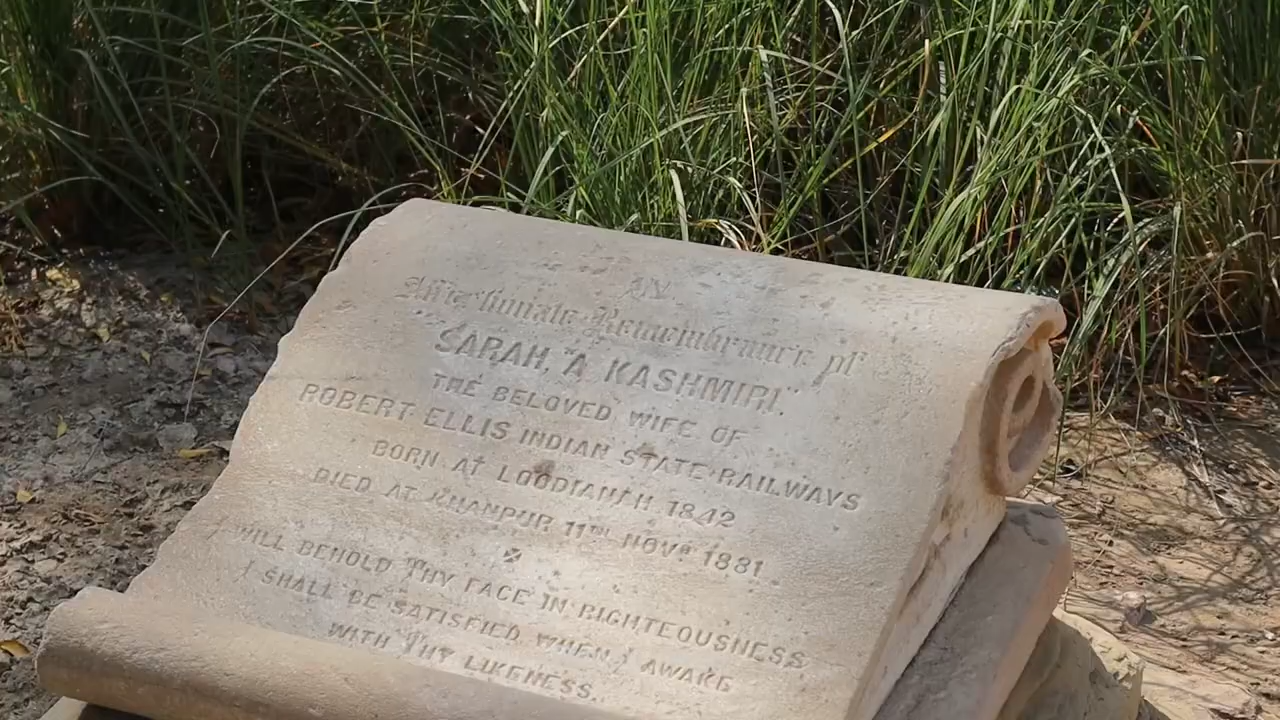 IN
Affectionate Remembrance of
SARAH, "A KASHMIRI."
THE BELOVED WIFE OF
ROBERT ELLIS INDIAN STATE RAILWAYS
BORN AT LOODIANAH 1842
DIED AT KHANPUR 11TH NOVR 1881.
I WILL BEHOLD THY FACE IN RIGHTEOUSNESS
I SHALL BE SATISFIED WHEN I AWAKE
WITH THY LIKENESS.